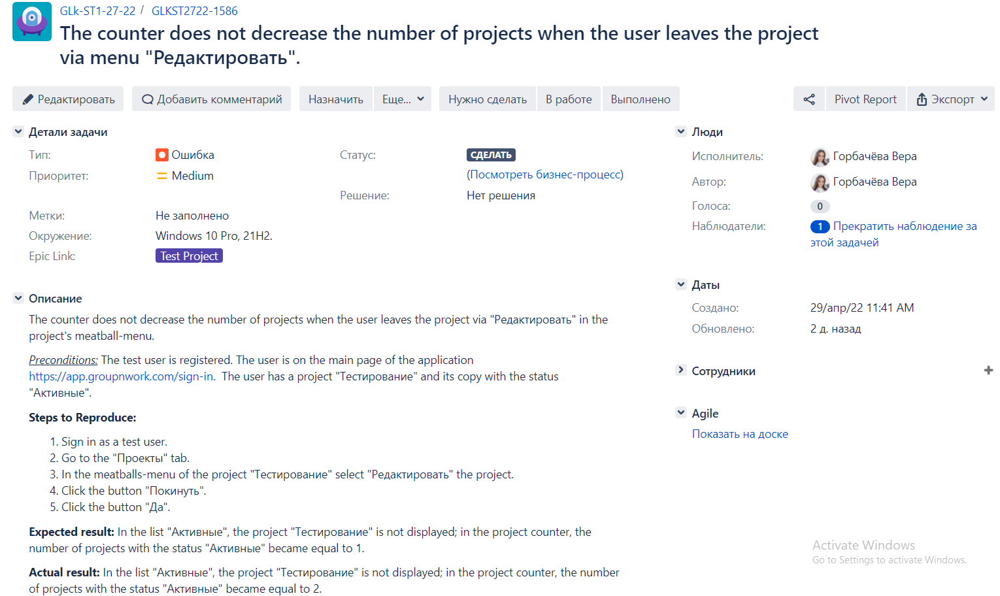 GLk-ST1-27-22 / GLKST2722-1586
The counter does not decrease the number of projects when the user leaves the project
via menu "Редактировать".
Редактировать Добавить комментарий Назначить Еще... Нужно сделать В работе Выполнено Pivot Report Экспорт
Детали задачи
Тип: Ошибка
Статус: СДЕЛАТЬ
Приоритет: Medium
(Посмотреть бизнес-процесс)
Решение: Нет решения
Метки: Не заполнено
Окружение: Windows 10 Pro, 21H2.
Epic Link: Test Project
Описание
The counter does not decrease the number of projects when the user leaves the project via "Редактировать" in the
project's meatball-menu.
Preconditions: The test user is registered. The user is on the main page of the application
https://app.groupnwork.com/sign-in. The user has a project "Тестирование" and its copy with the status
"Активные".
Steps to Reproduce:
1. Sign in as a test user.
2. Go to the "Проекты" tab.
3. In the meatballs-menu of the project "Тестирование" select "Редактировать" the project.
4. Click the button "Покинуть".
5. Click the button "Да".
Expected result: In the list "Активные", the project "Тестирование" is not displayed; in the project counter, the
number of projects with the status "Активные" became equal to 1.
Actual result: In the list "Активные", the project "Тестирование" is not displayed; in the project counter, the number
of projects with the status "Активные" became equal to 2.
Люди
Исполнитель: Горбачёва Вера
Автор: Горбачёва Вера
Голоса: 0
Наблюдатели: 1 Прекратить наблюдение за
этой задачей
Даты
Создано: 29/апр/22 11:41 AM
Обновлено: 2 д. назад
Сотрудники
Agile
Показать на доске
Activate Windows
Go to Settings to activate Windows.